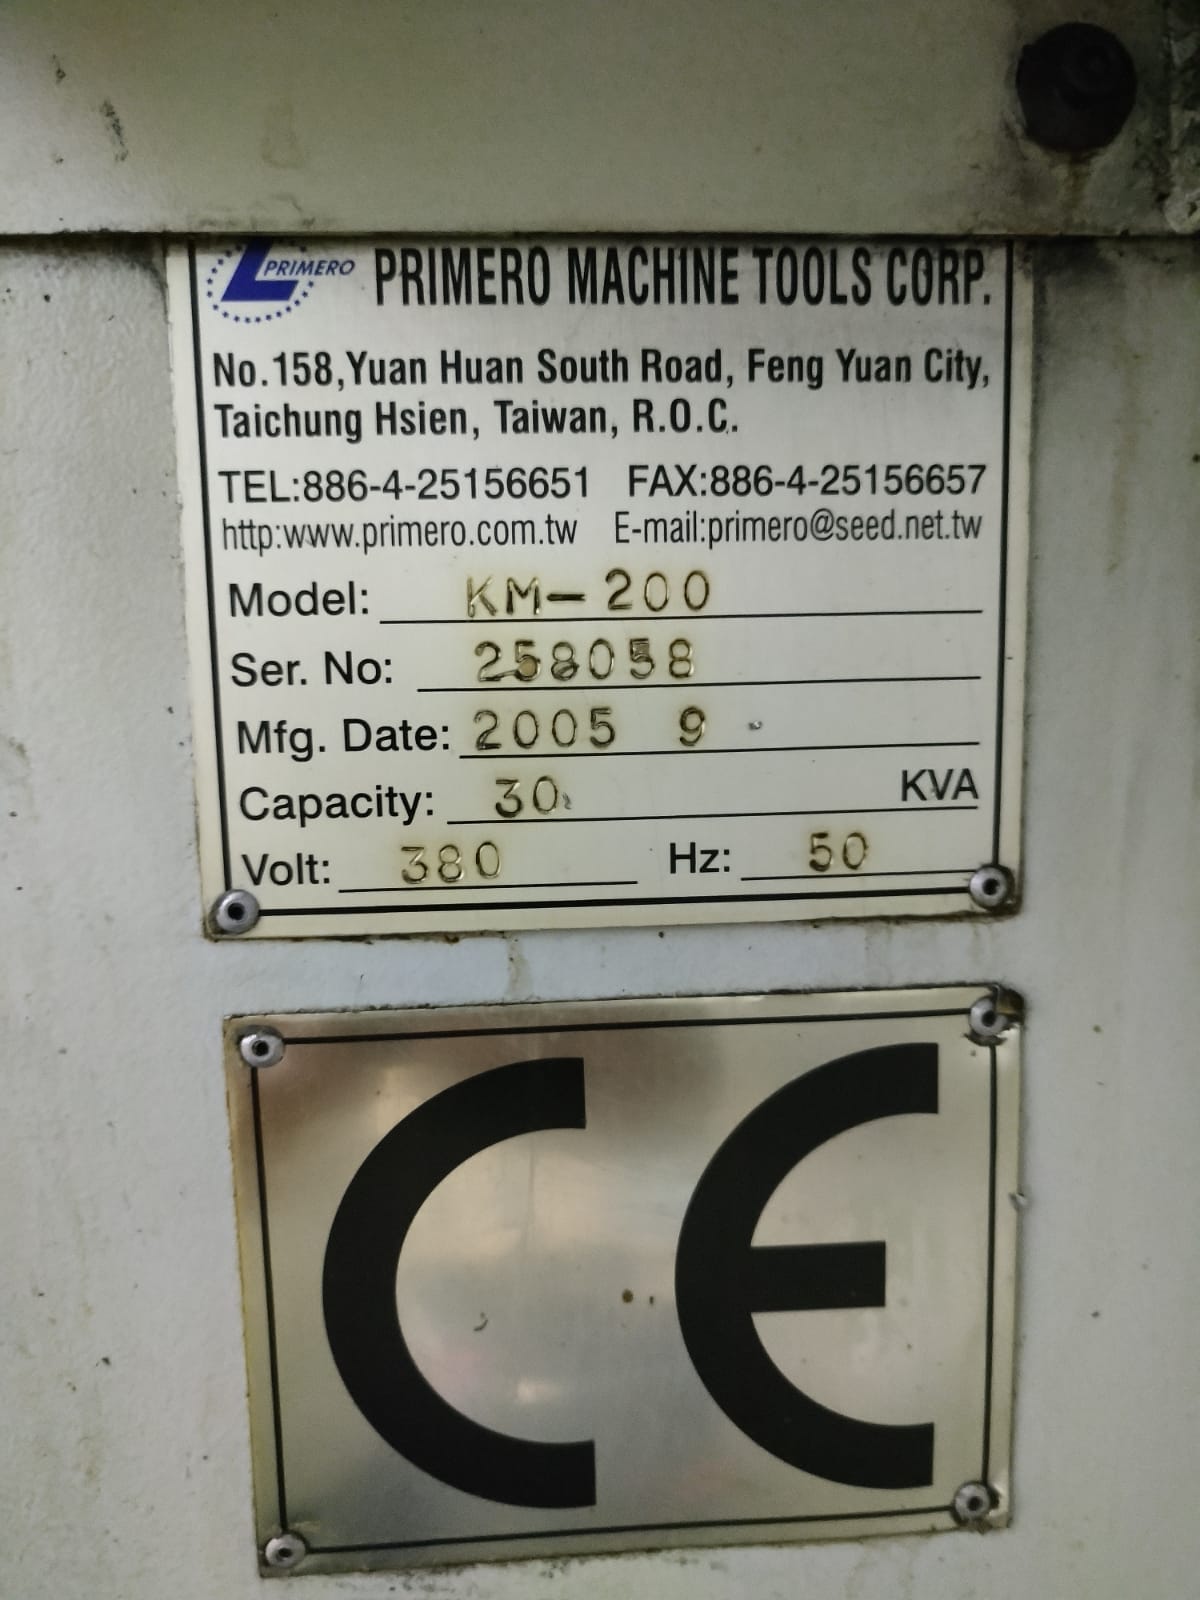 PRIMERO PRIMERO MACHINE TOOLS CORP.
No.158,Yuan Huan South Road, Feng Yuan City,
Taichung Hsien, Taiwan, R.O.C.
TEL:886-4-25156651 FAX:886-4-25156657
http:www.primero.com.tw E-mail:primero@seed.net.tw
Model: KM-200
Ser. No: 258058
Mfg. Date: 2005 9
Capacity: 30 KVA
Volt: 380 Hz: 50
CE